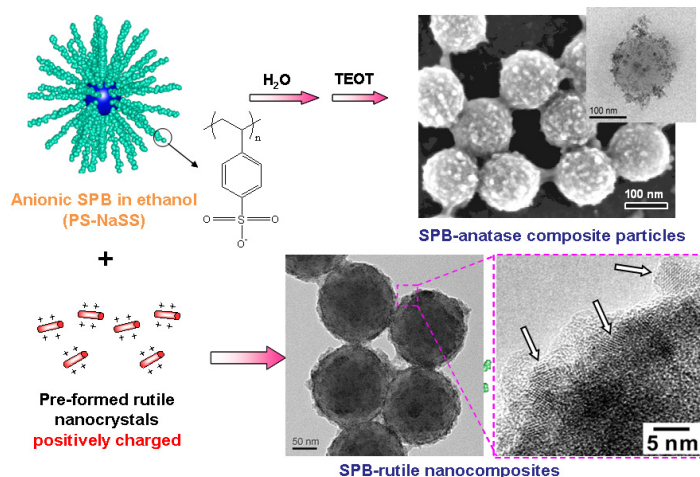 H2O
TEOT
n
O
S
O
O-
Anionic SPB in ethanol
(PS-NaSS)
+
100 nm
100 nm
SPB-anatase composite particles
+ + + + + + + +
+ + + + + + + +
+ + + +
+ + + +
Pre-formed rutile
nanocrystals
positively charged
50 nm
5 nm
SPB-rutile nanocomposites